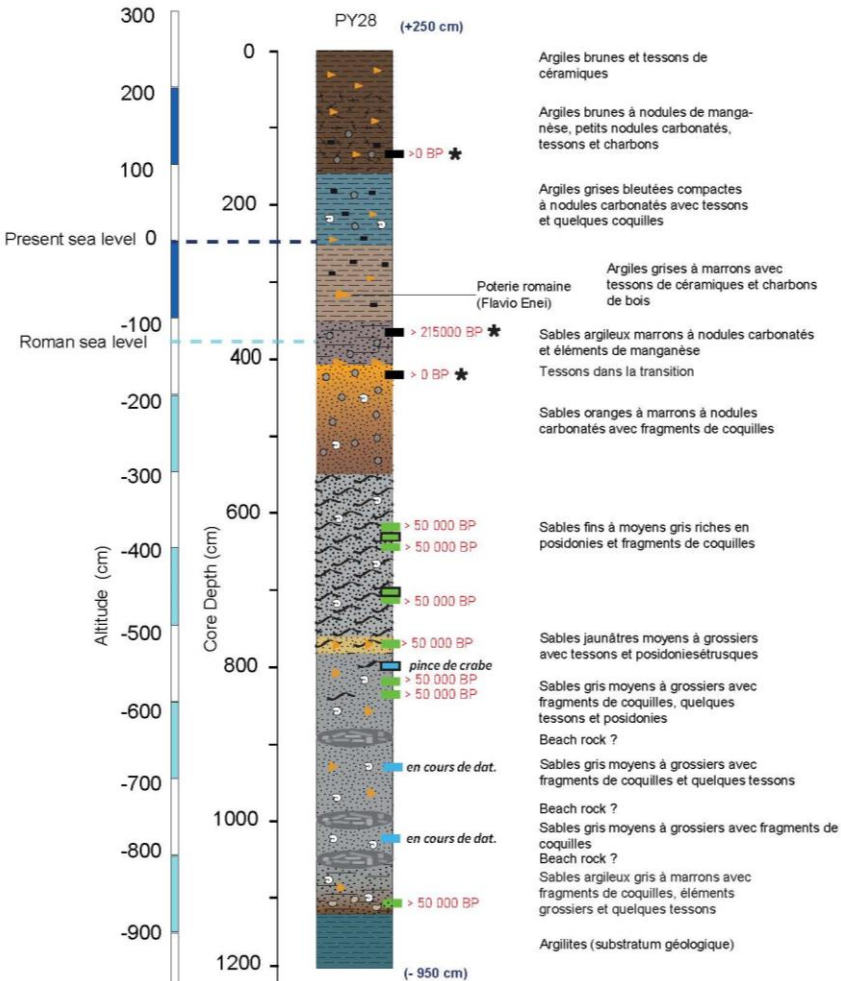 PY28
(+250 cm)
300
200
100
Present sea level 0
-100
Roman sea level
-200
-300
-400
-500
-600
-700
-800
-900
Altitude (cm)
0
200
400
600
800
1000
1200
Core Depth (cm)
>0 BP *
Poterie romaine
(Flavio Enei)
> 215000 BP *
> 0 BP *
> 50 000 BP
> 50 000 BP
> 50 000 BP
> 50 000 BP
pince de crabe
> 50 000 BP
> 50 000 BP
en cours de dat.
en cours de dat.
> 50 000 BP
(- 950 cm)
Argiles brunes et tessons de
céramiques
Argiles brunes à nodules de manga-
nèse, petits nodules carbonatés,
tessons et charbons
Argiles grises bleutées compactes
à nodules carbonatés avec tessons
et quelques coquilles
Argiles grises à marrons avec
tessons de céramiques et charbons
de bois
Sables argileux marrons à nodules carbonatés
et éléments de manganèse
Tessons dans la transition
Sables oranges à marrons à nodules
carbonatés avec fragments de coquilles
Sables fins à moyens gris riches en
posidonies et fragments de coquilles
Sables jaunâtres moyens à grossiers
avec tessons et posidoniesétrusques
Sables gris moyens à grossiers avec
fragments de coquilles, quelques
tessons et posidonies
Beach rock ?
Sables gris moyens à grossiers avec
fragments de coquilles et quelques tessons
Beach rock ?
Sables gris moyens à grossiers avec fragments de
coquilles
Beach rock ?
Sables argileux gris à marrons avec
fragments de coquilles, éléments
grossiers et quelques tessons
Argilites (substratum géologique)